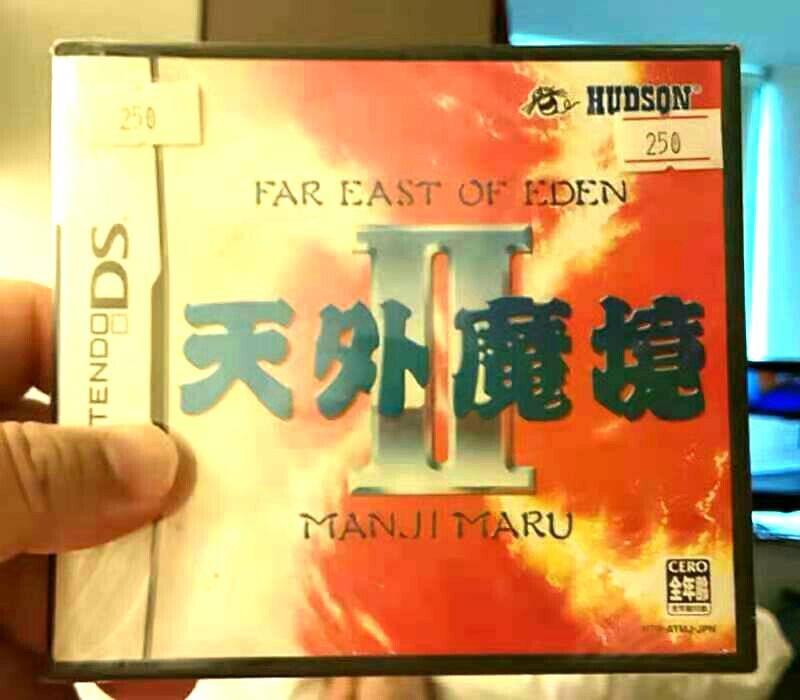 250
HUDSON®
250
FAR EAST OF EDEN
II
天外魔境
MANJI MARU
NINTENDO DS
CERO
全年齢